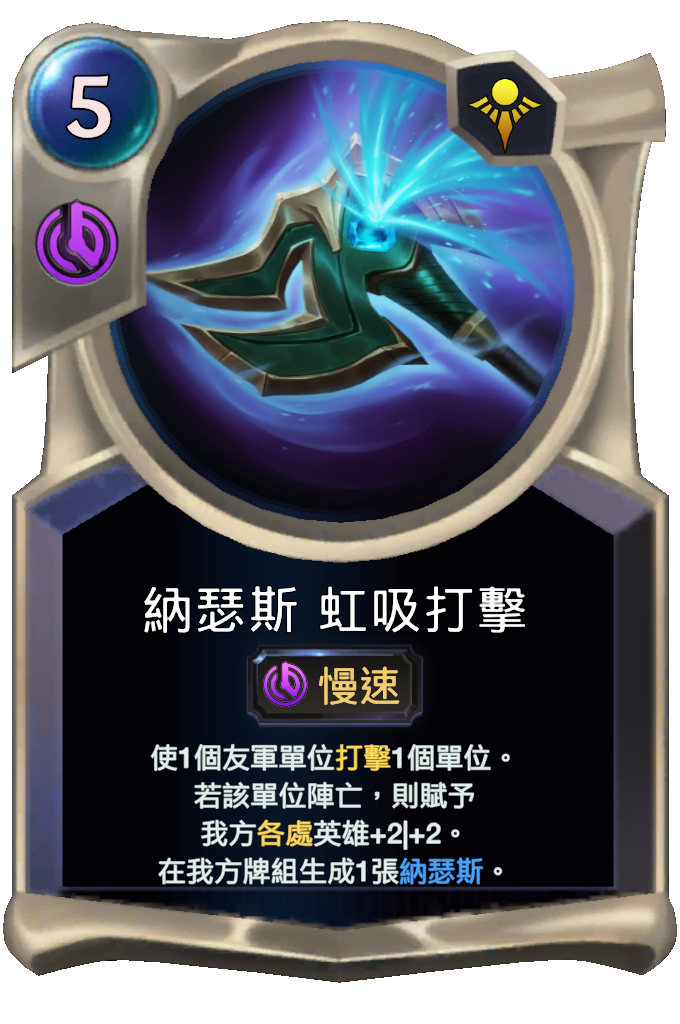 5
納瑟斯 虹吸打擊
慢速
使1個友軍單位打擊1個單位。
若該單位陣亡，則賦予
我方各處英雄+2|+2。
在我方牌組生成1張納瑟斯。